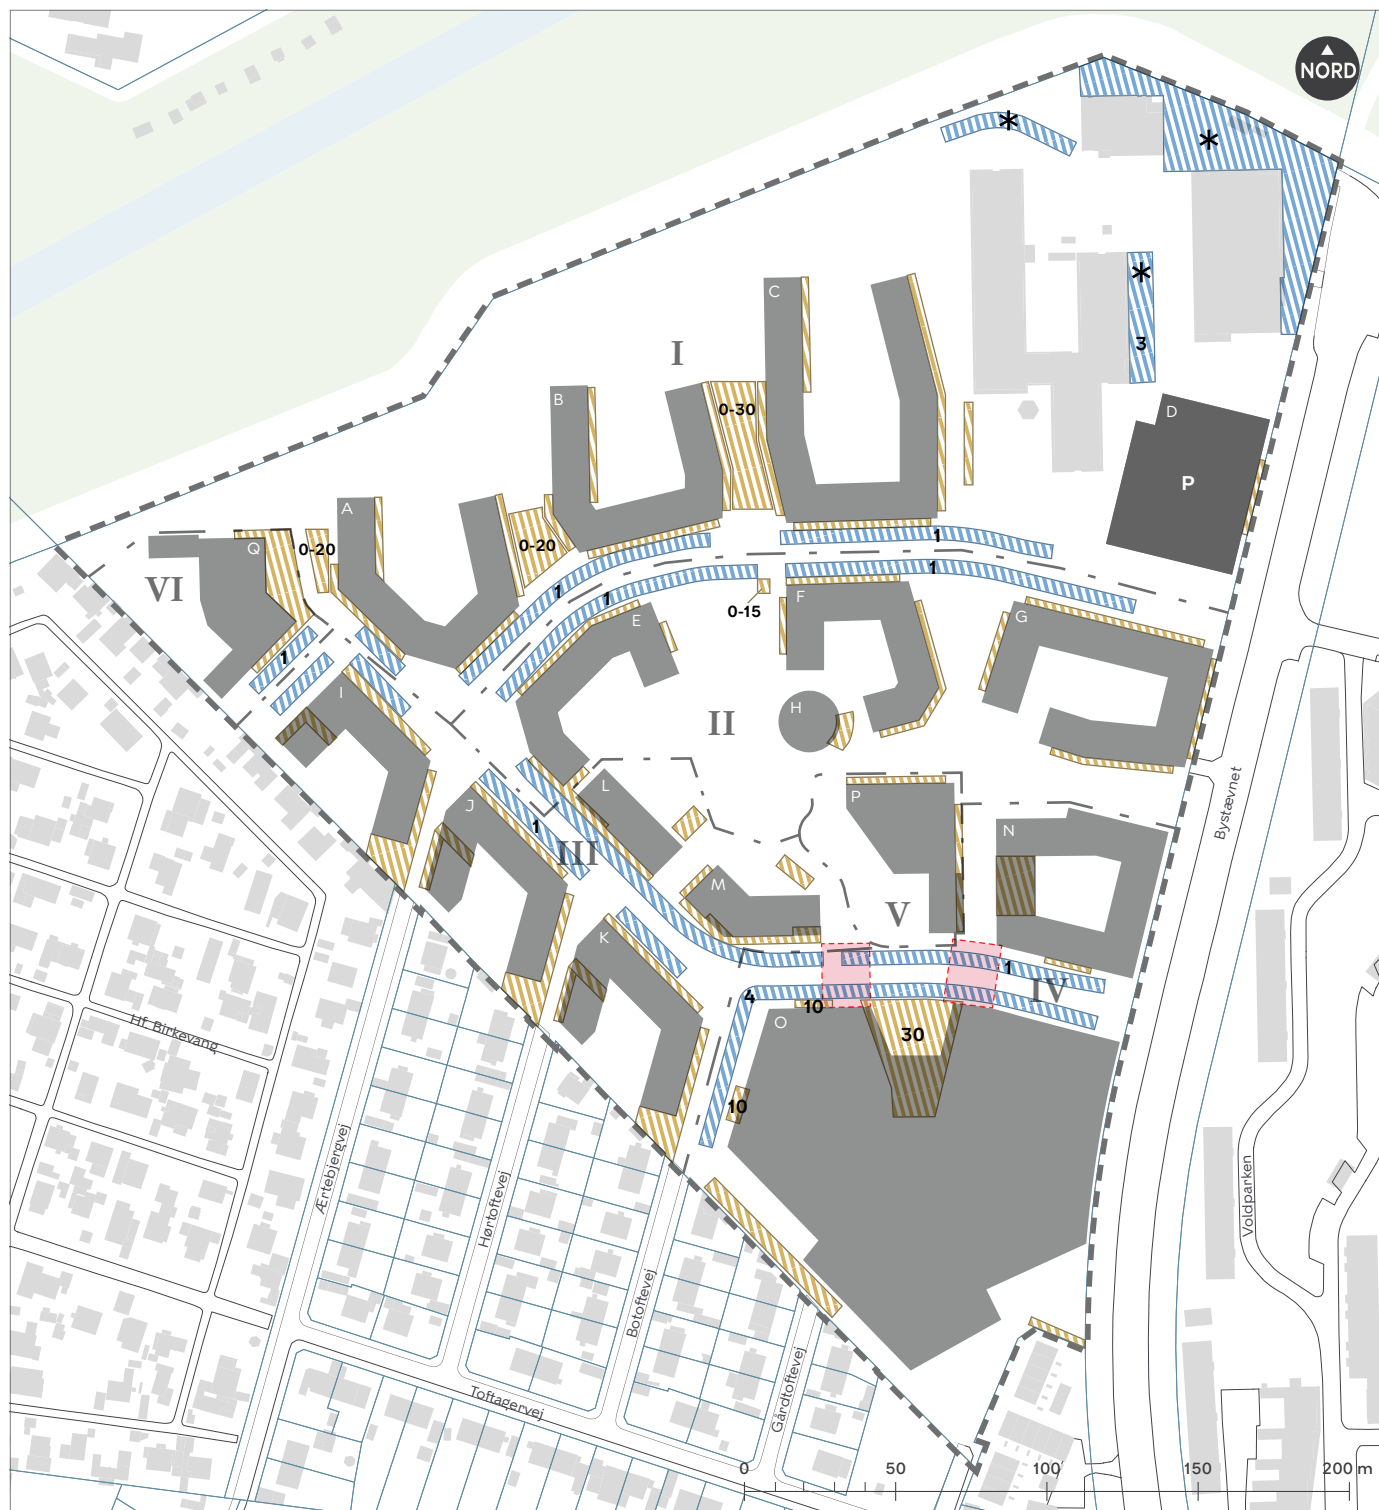 NORD
*
*
*
3
C
I
B
0-30
D
P
A
0-20
0-20
Q
VI
1
1
1
1
0-15
F
E
G
1
I
II
H
L
J
1
III
P
N
M
V
K
1
IV
4
10
O
30
10
Bystævnet
Hf. Birkevang
Ærtebjergvej
Hørtoftevej
Botoftevej
Gårdtoftevej
Toftagervej
Voldparken
0 50 100 150 200 m